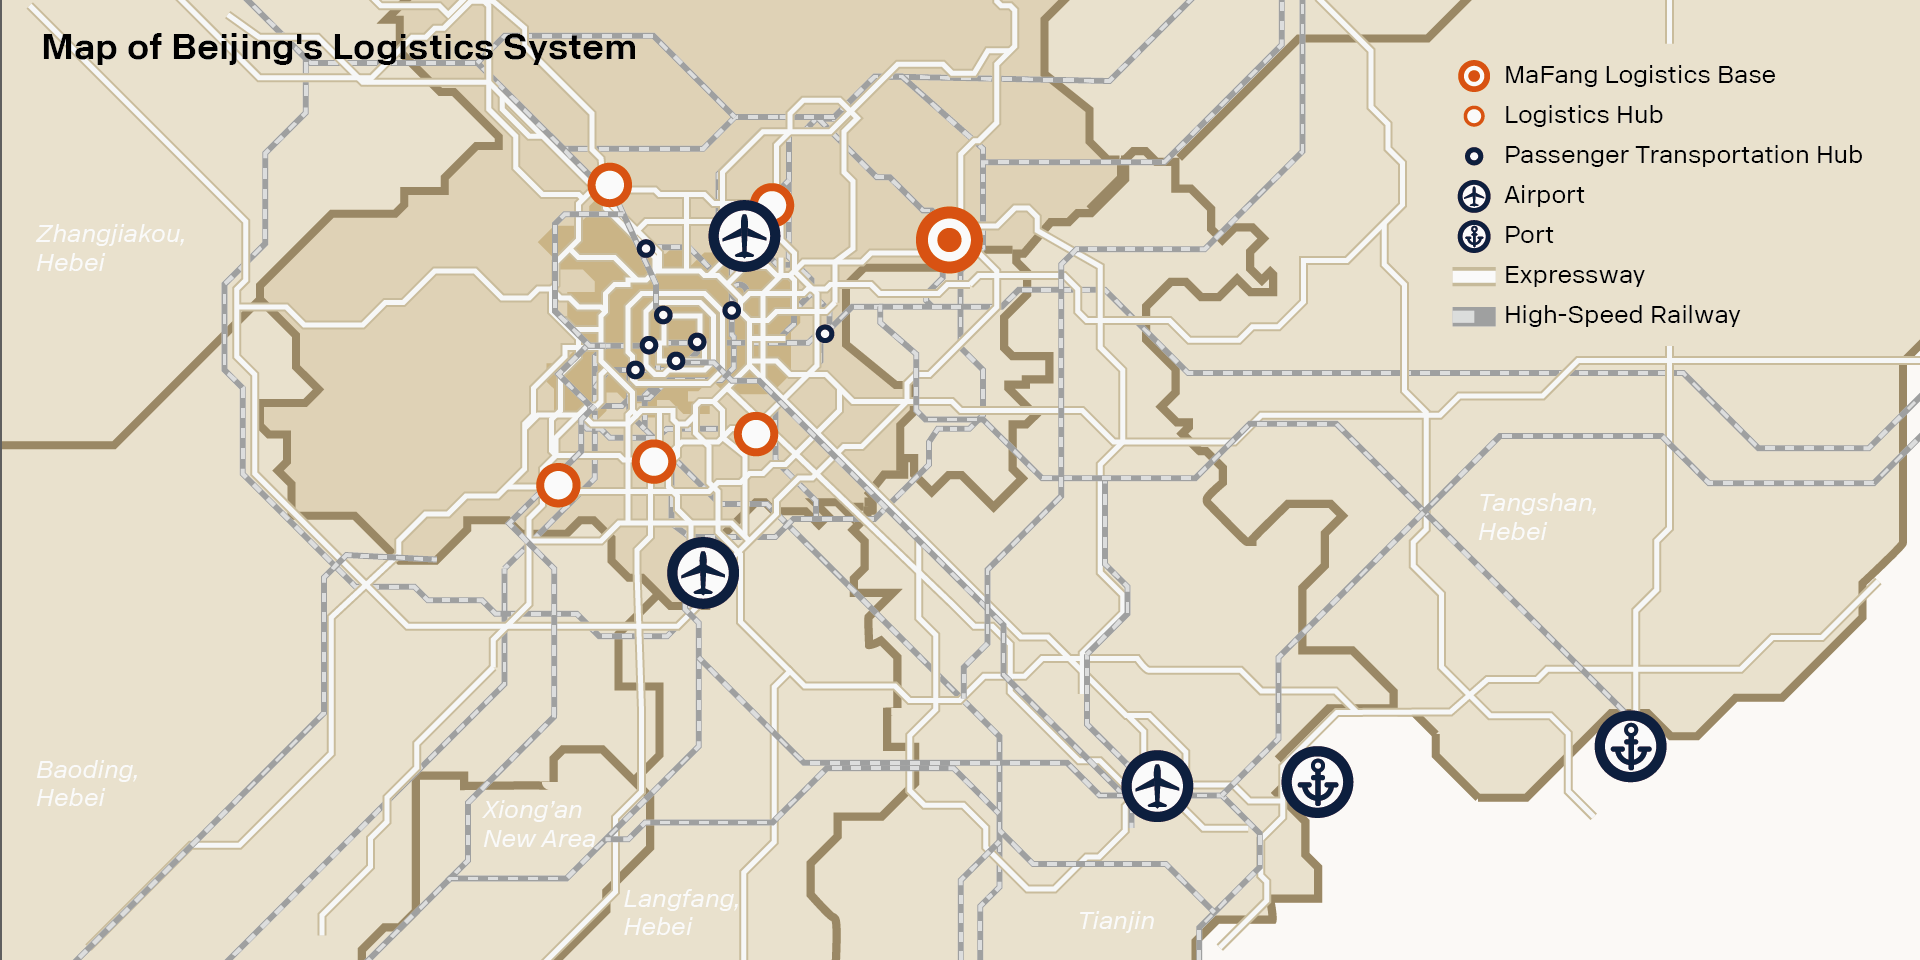 Map of Beijing's Logistics System
MaFang Logistics Base
Logistics Hub
Passenger Transportation Hub
Airport
Port
Expressway
High-Speed Railway
Zhangjiakou,
Hebei
Tangshan,
Hebei
Baoding,
Hebei
Xiong'an
New Area
Langfang,
Hebei
Tianjin